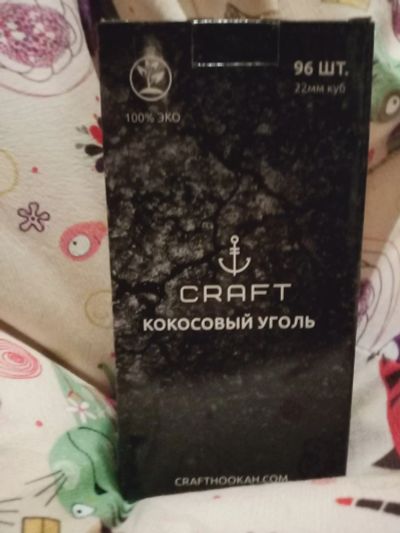 96 ШТ.
22мм куб
100% ЭКО
CRAFT
КОКОСОВЫЙ УГОЛЬ
CRAFTHOOKAH.COM